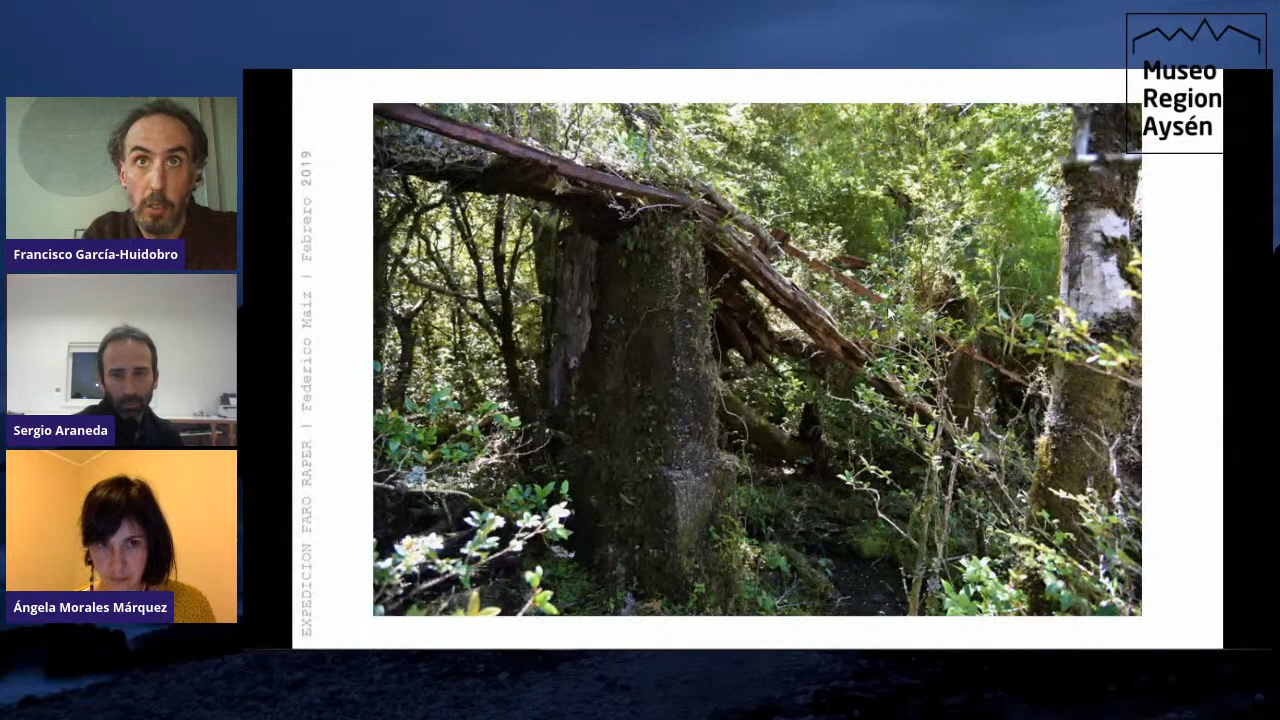 Museo
Region
Aysén
Francisco García-Huidobro
Sergio Araneda
Ángela Morales Márquez
EXPEDICION FARO RAPER | Federico Maiz | Febrero 2019